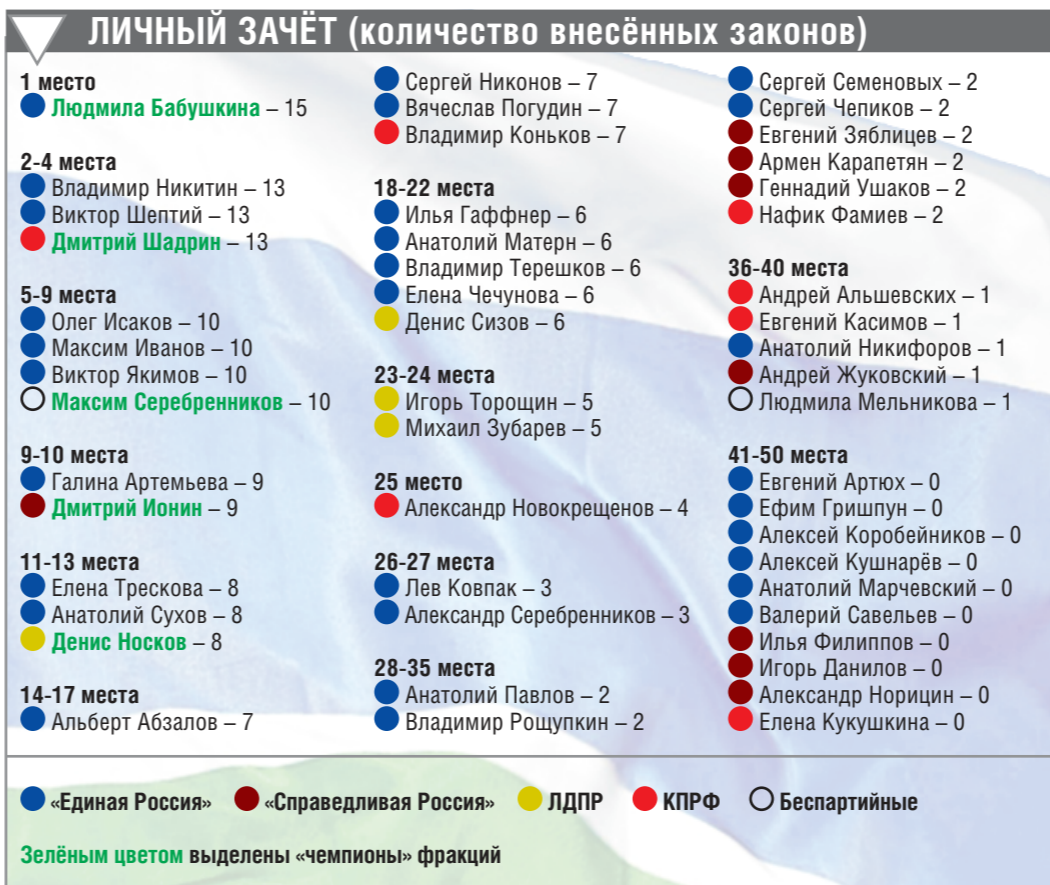 ЛИЧНЫЙ ЗАЧЁТ (количество внесённых законов)
1 место
Людмила Бабушкина – 15
2-4 места
Владимир Никитин – 13
Виктор Шептий – 13
Дмитрий Шадрин – 13
5-9 места
Олег Исаков – 10
Максим Иванов – 10
Виктор Якимов – 10
Максим Серебренников – 10
9-10 места
Галина Артемьева – 9
Дмитрий Ионин – 9
11-13 места
Елена Трескова – 8
Анатолий Сухов – 8
Денис Носков – 8
14-17 места
Альберт Абзалов – 7
Сергей Никонов – 7
Вячеслав Погудин – 7
Владимир Коньков – 7
18-22 места
Илья Гаффнер – 6
Анатолий Матерн – 6
Владимир Терешков – 6
Елена Чечунова – 6
Денис Сизов – 6
23-24 места
Игорь Торощин – 5
Михаил Зубарев – 5
25 место
Александр Новокрещенов – 4
26-27 места
Лев Ковпак – 3
Александр Серебренников – 3
28-35 места
Анатолий Павлов – 2
Владимир Рощупкин – 2
Сергей Семеновых – 2
Сергей Чепиков – 2
Евгений Зяблицев – 2
Армен Карапетян – 2
Геннадий Ушаков – 2
Нафик Фамиев – 2
36-40 места
Андрей Альшевских – 1
Евгений Касимов – 1
Анатолий Никифоров – 1
Андрей Жуковский – 1
Людмила Мельникова – 1
41-50 места
Евгений Артюх – 0
Ефим Гришпун – 0
Алексей Коробейников – 0
Алексей Кушнарёв – 0
Анатолий Марчевский – 0
Валерий Савельев – 0
Илья Филиппов – 0
Игорь Данилов – 0
Александр Норицин – 0
Елена Кукушкина – 0
«Единая Россия» «Справедливая Россия» ЛДПР КПРФ Беспартийные
Зелёным цветом выделены «чемпионы» фракций